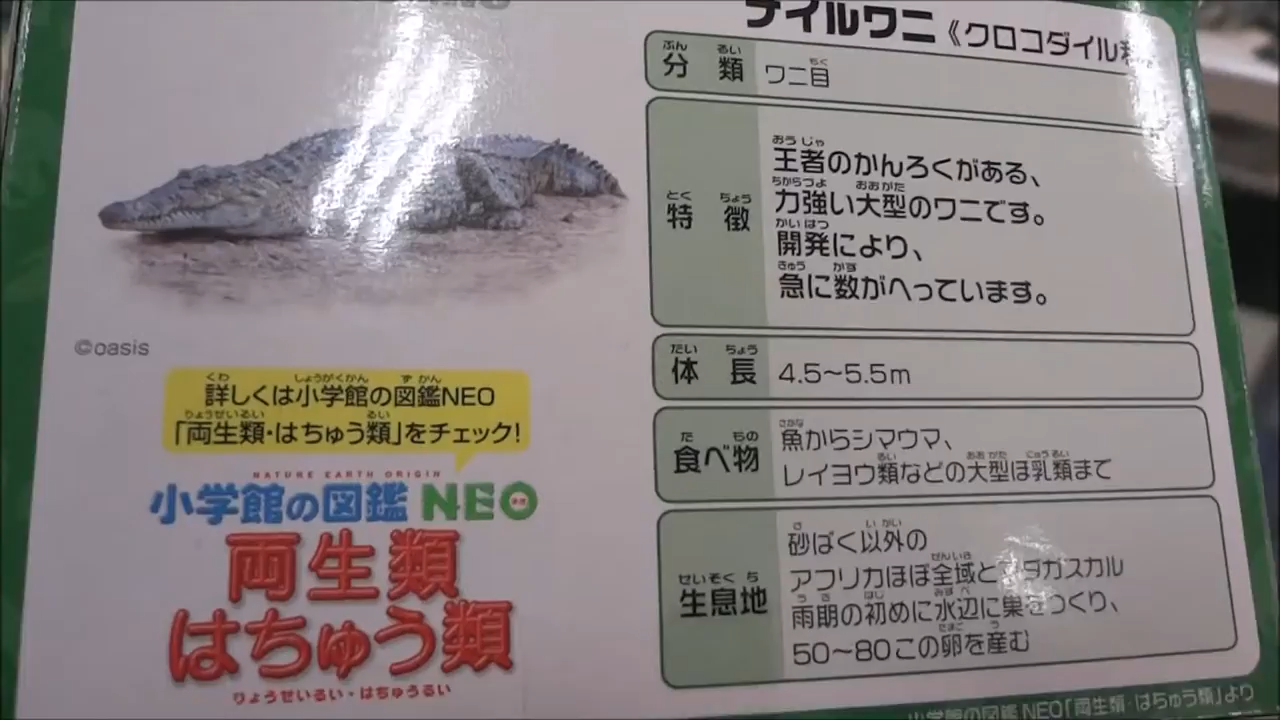 ナイルワニ《クロコダイル科
分類 ワニ目
特徴
王者のかんろくがある、
力強い大型のワニです。
開発により、
急に数がへっています。
体長 4.5～5.5m
食べ物
魚からシマウマ、
レイヨウ類などの大型ほ乳類まで
生息地
砂ばく以外の
アフリカほぼ全域とマダガスカル
雨期の初めに水辺に巣をつくり、
50～80この卵を産む
©oasis
詳しくは小学館の図鑑NEO
「両生類・はちゅう類」をチェック!
NATURE EARTH ORIGIN
小学館の図鑑 NEO
両生類
はちゅう類
りょうせいるい・はちゅうるい
小学館の図鑑NEO「両生類・はちゅう類」より